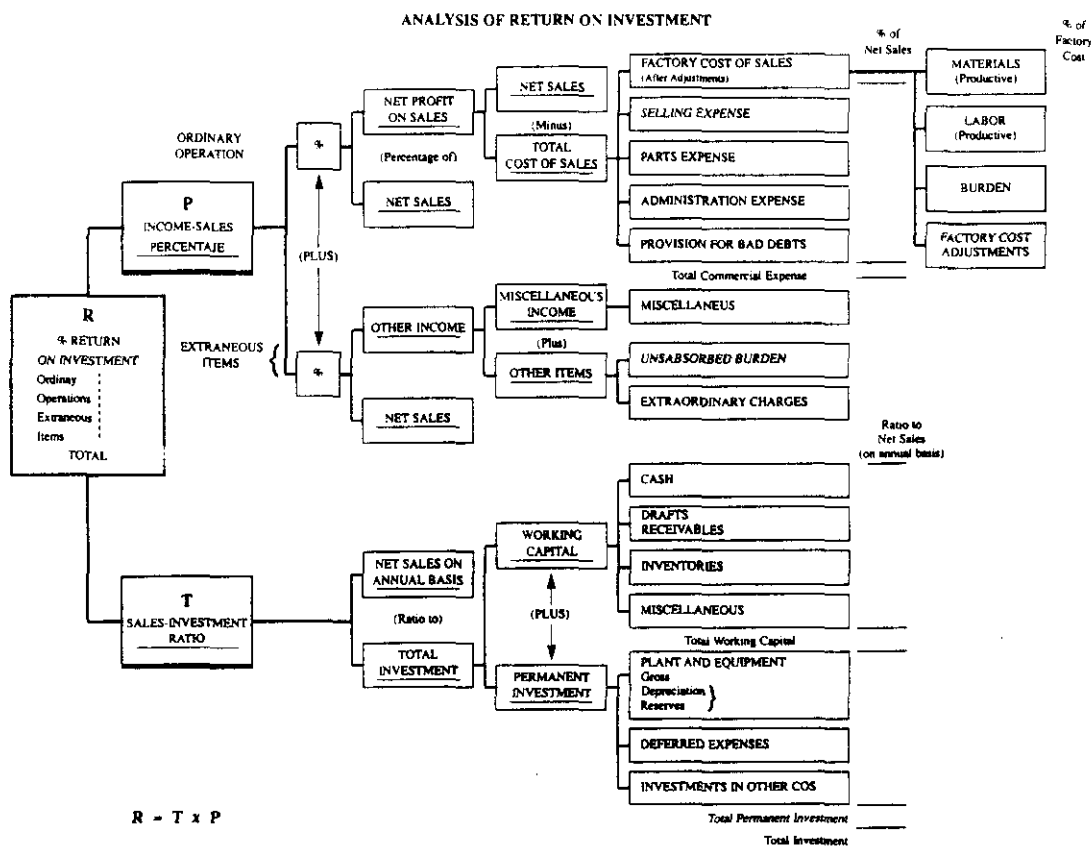 ANALYSIS OF RETURN ON INVESTMENT
% of
Net Sales
% of
Factory
Cost
ORDINARY
OPERATION
P
INCOME-SALES
PERCENTAJE
R
% RETURN
ON INVESTMENT
Ordinay
Operations
Extraneous
Items
TOTAL
EXTRANEOUS
ITEMS
%
(PLUS)
%
NET PROFIT
ON SALES
(Percentage of)
NET SALES
NET SALES
(Minus)
TOTAL
COST OF SALES
FACTORY COST OF SALES
(After Adjustments)
SELLING EXPENSE
PARTS EXPENSE
ADMINISTRATION EXPENSE
PROVISION FOR BAD DEBTS
Total Commercial Expense
MATERIALS
(Productive)
LABOR
(Productive)
BURDEN
FACTORY COST
ADJUSTMENTS
OTHER INCOME
NET SALES
MISCELLANEOUS
INCOME
(Plus)
OTHER ITEMS
MISCELLANEUS
UNSABSORBED BURDEN
EXTRAORDINARY CHARGES
Ratio to
Net Sales
(on annual basis)
T
SALES-INVESTMENT
RATIO
NET SALES ON
ANNUAL BASIS
(Ratio to)
TOTAL
INVESTMENT
WORKING
CAPITAL
(PLUS)
PERMANENT
INVESTMENT
CASH
DRAFTS
RECEIVABLES
INVENTORIES
MISCELLANEOUS
Total Working Capital
PLANT AND EQUIPMENT
Gross
Depreciation
Reserves
DEFERRED EXPENSES
INVESTMENTS IN OTHER COS
Total Permanent Investment
Total Investment
R = T x P